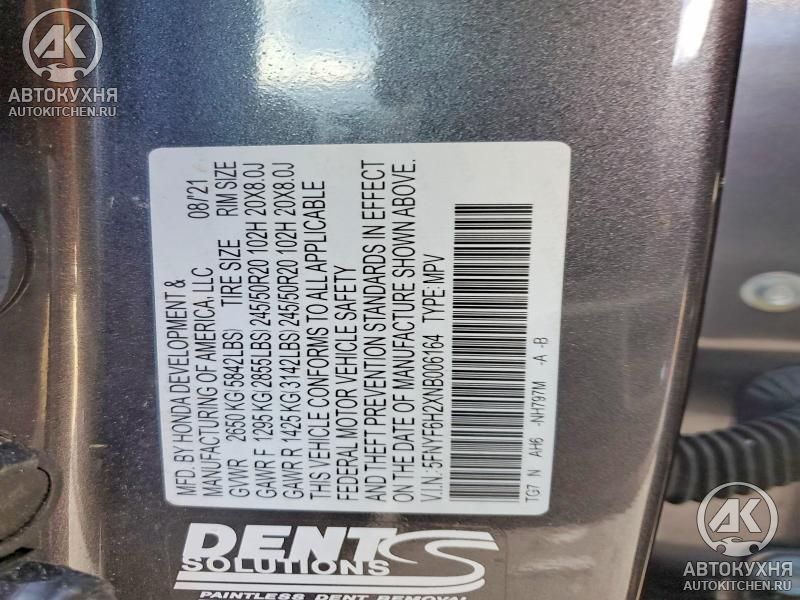 АВТОКУХНЯ
AUTOKITCHEN.RU
MFD. BY HONDA DEVELOPMENT &
MANUFACTURING OF AMERICA, LLC 08/'21
GVWR 2650 KG(5842LBS) TIRE SIZE RIM SIZE
GAWR F 1295 KG(2855LBS)245/50R20 102H 20X8.0J
GAWR R 1425 KG(3142LBS)245/50R20 102H 20X8.0J
THIS VEHICLE CONFORMS TO ALL APPLICABLE
FEDERAL MOTOR VEHICLE SAFETY
AND THEFT PREVENTION STANDARDS IN EFFECT
ON THE DATE OF MANUFACTURE SHOWN ABOVE.
V.I.N.: 5FNYF6H2XNB006164 TYPE: MPV
TG7 N AH6 -NH797M -A -B
DENT
SOLUTIONS
PAINTLESS DENT REMOVAL
АВТОКУХНЯ
AUTOKITCHEN.RU